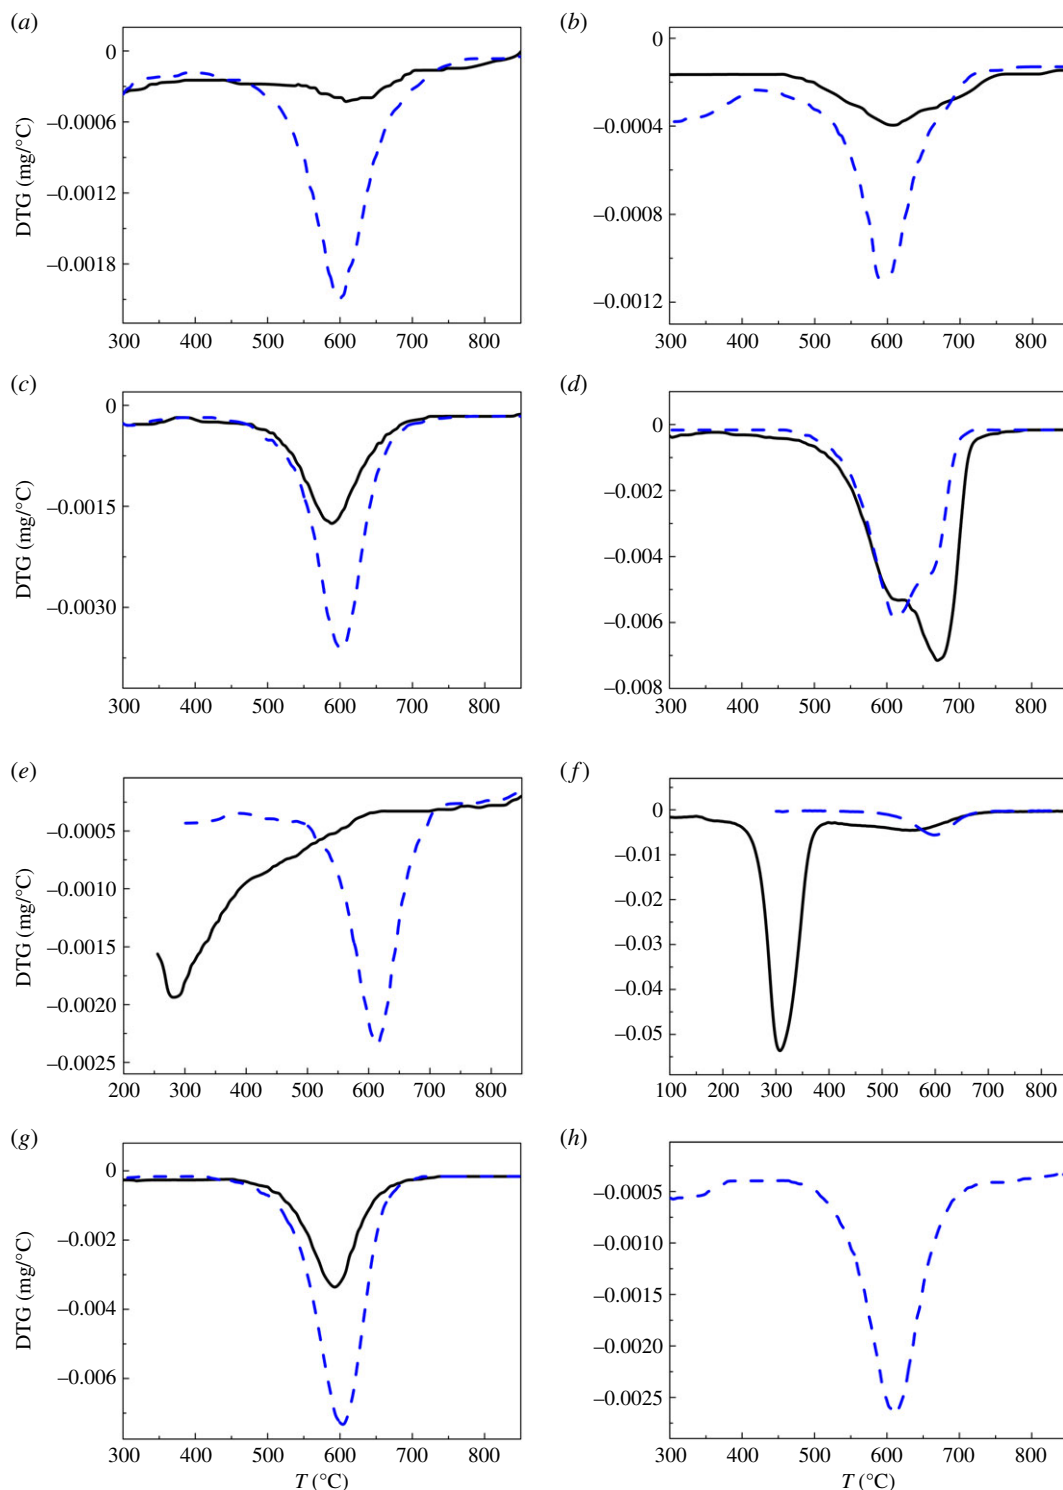 (a)
0
–0.0006
–0.0012
–0.0018
DTG (mg/°C)
300 400 500 600 700 800
(b)
0
–0.0004
–0.0008
–0.0012
300 400 500 600 700 800
(c)
0
–0.0015
–0.0030
DTG (mg/°C)
300 400 500 600 700 800
(d)
0
–0.002
–0.004
–0.006
–0.008
300 400 500 600 700 800
(e)
–0.0005
–0.0010
–0.0015
–0.0020
–0.0025
DTG (mg/°C)
200 300 400 500 600 700 800
(f)
0
–0.01
–0.02
–0.03
–0.04
–0.05
100 200 300 400 500 600 700 800
(g)
0
–0.002
–0.004
–0.006
DTG (mg/°C)
300 400 500 600 700 800
T (°C)
(h)
–0.0005
–0.0010
–0.0015
–0.0020
–0.0025
300 400 500 600 700 800
T (°C)